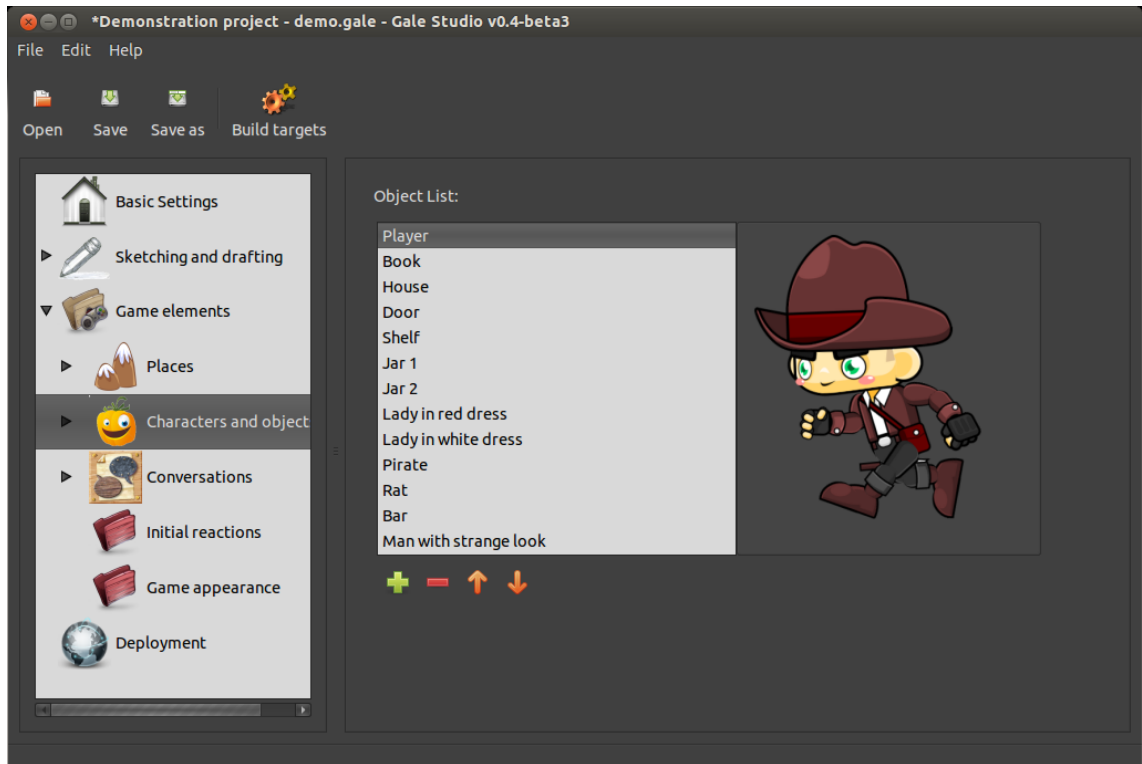 *Demonstration project - demo.gale - Gale Studio v0.4-beta3
File Edit Help
Open Save Save as Build targets
Basic Settings
Sketching and drafting
Game elements
Places
Characters and object
Conversations
Initial reactions
Game appearance
Deployment
Object List:
Player
Book
House
Door
Shelf
Jar 1
Jar 2
Lady in red dress
Lady in white dress
Pirate
Rat
Bar
Man with strange look